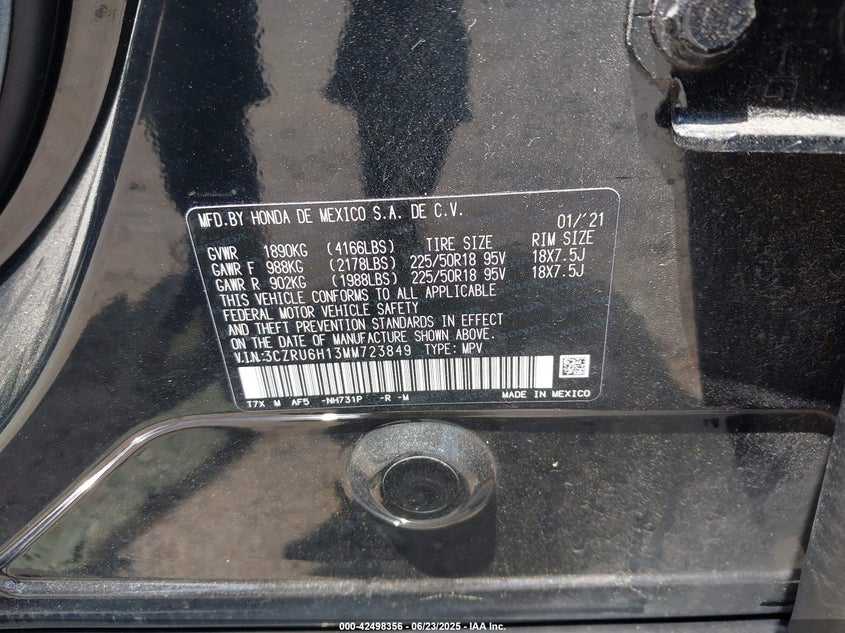 MFD.BY HONDA DE MEXICO S.A. DE C.V. 01/'21
GVWR 1890KG (4166LBS) TIRE SIZE RIM SIZE
GAWR F 988KG (2178LBS) 225/50R18 95V 18X7.5J
GAWR R 902KG (1988LBS) 225/50R18 95V 18X7.5J
THIS VEHICLE CONFORMS TO ALL APPLICABLE
FEDERAL MOTOR VEHICLE SAFETY
AND THEFT PREVENTION STANDARDS IN EFFECT
ON THE DATE OF MANUFACTURE SHOWN ABOVE.
V.I.N:3CZRU6H13MM723849 TYPE: MPV
T7X M AF5 -NH731P -R -M MADE IN MEXICO
000-42498356 - 06/23/2025 - IAA Inc.